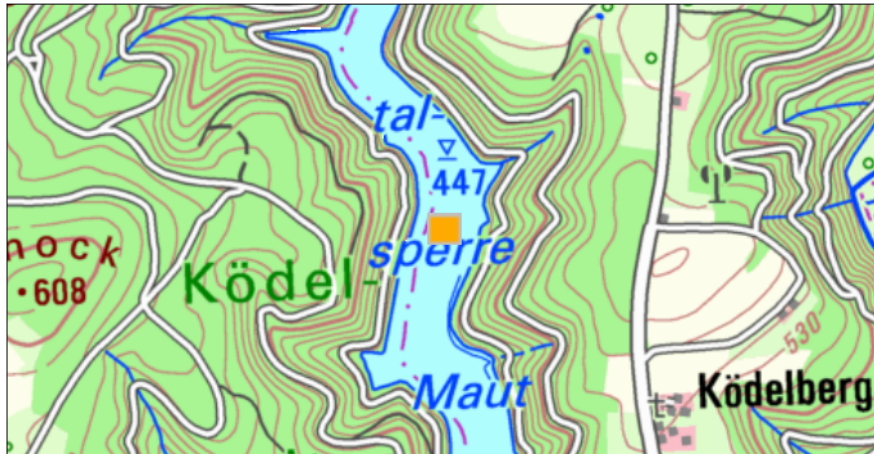 tal-
447
nock
sperre
608
Ködel-
530
Maut
Ködelberg